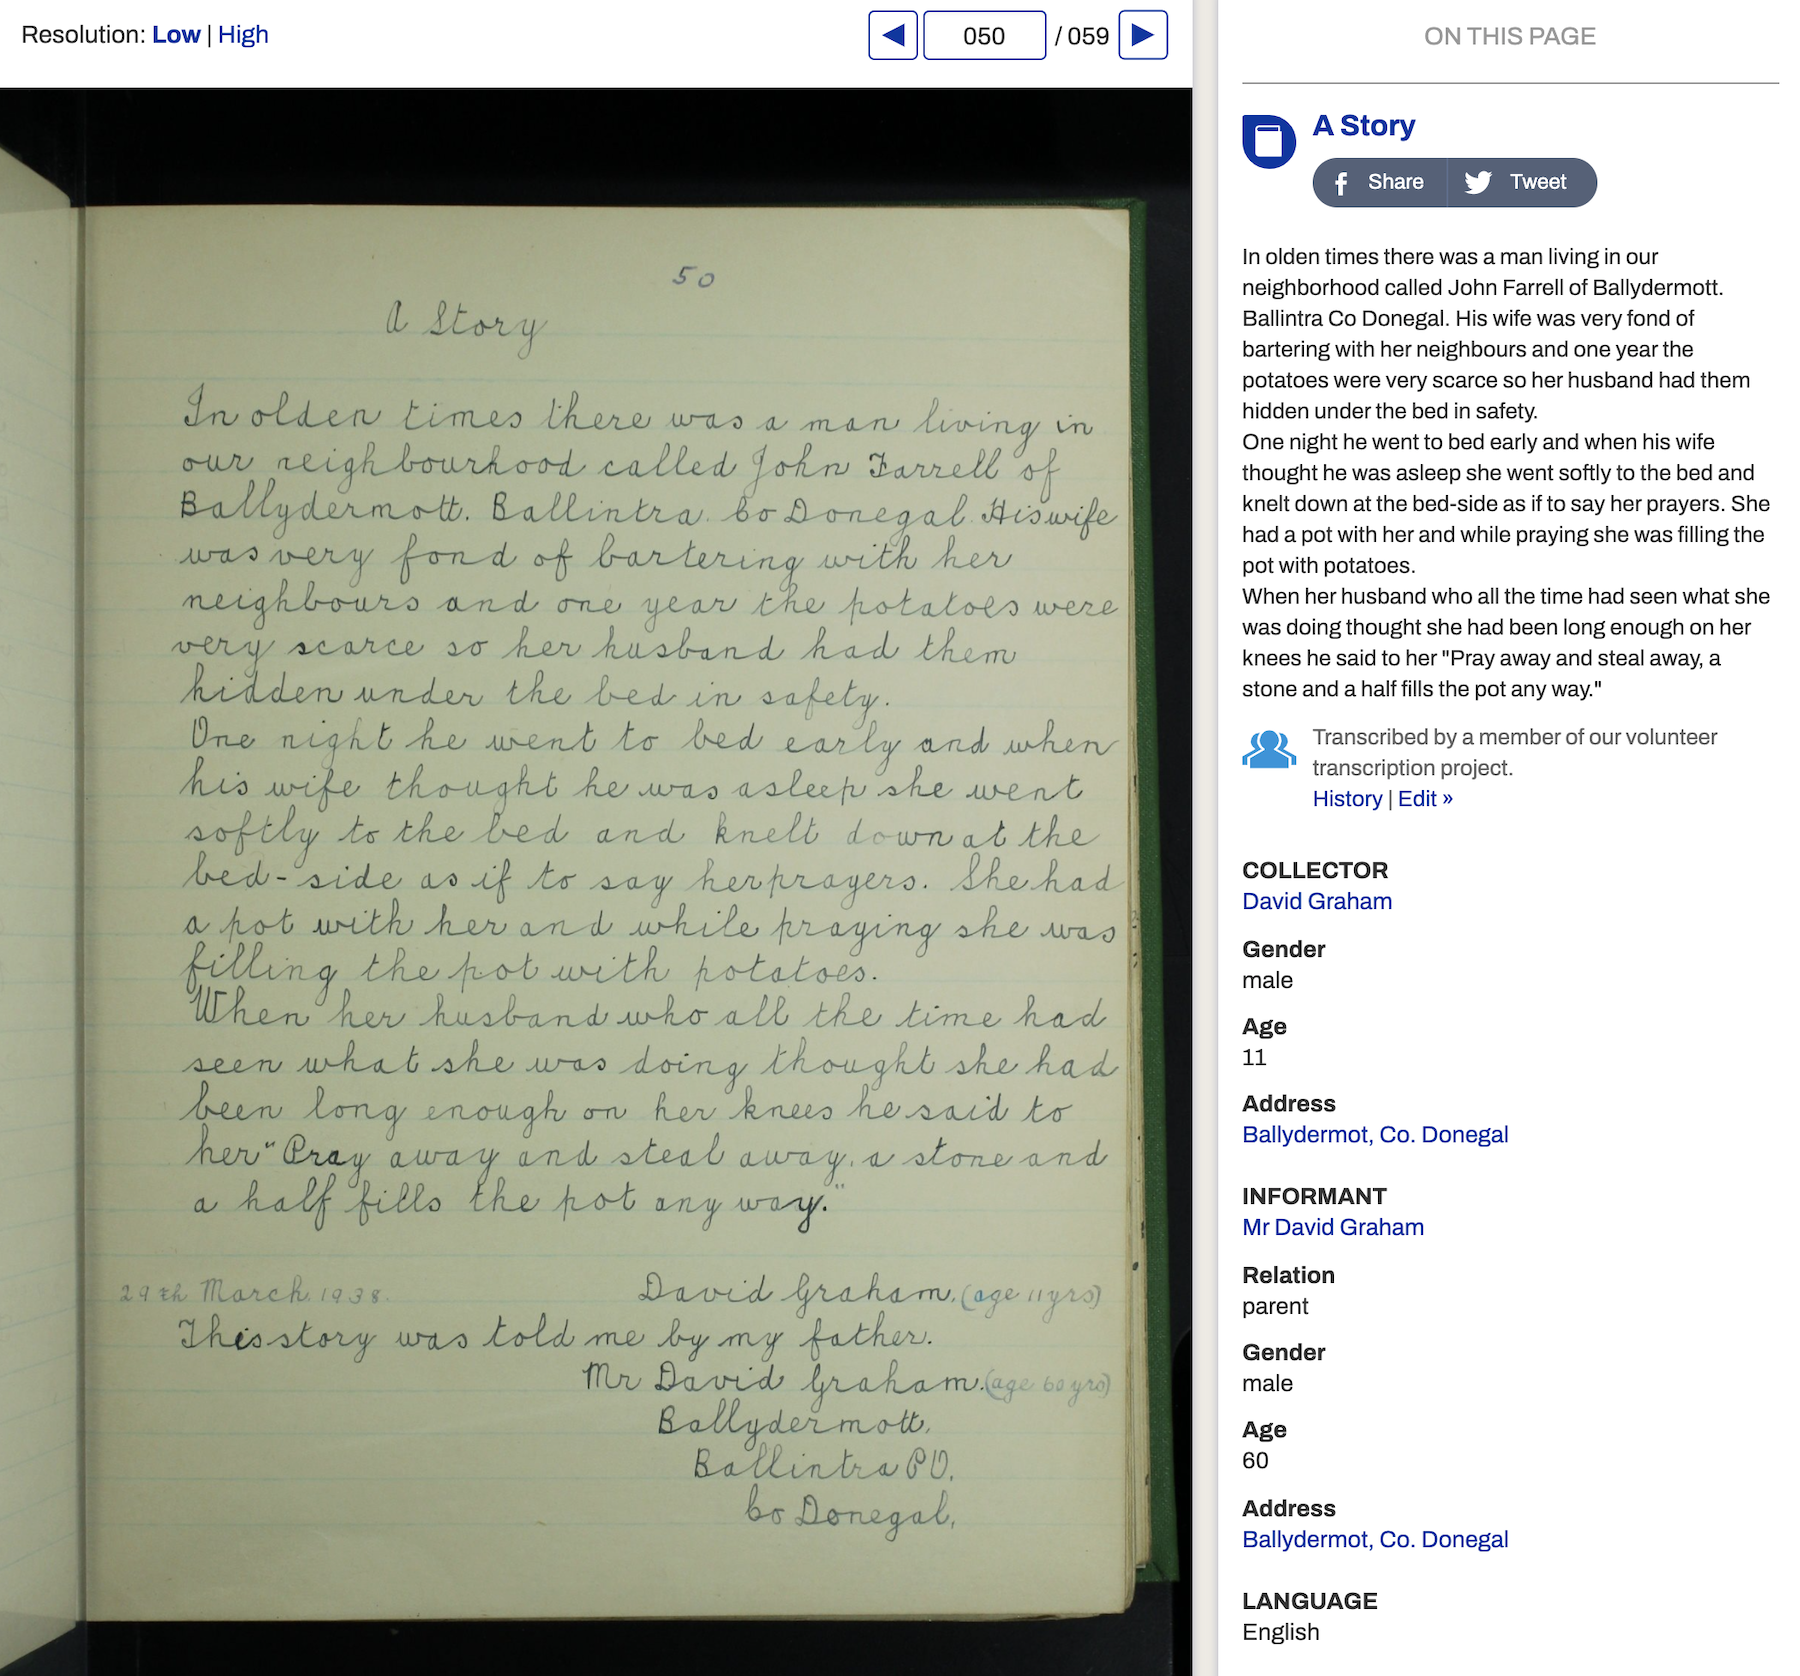 Resolution: Low | High
050 / 059
50
A Story
In olden times there was a man living in
our neighbourhood called John Farrell of
Ballydermott. Ballintra. Co Donegal. His wife
was very fond of bartering with her
neighbours and one year the potatoes were
very scarce so her husband had them
hidden under the bed in safety.
One night he went to bed early and when
his wife thought he was asleep she went
softly to the bed and knelt down at the
bed-side as if to say her prayers. She had
a pot with her and while praying she was
filling the pot with potatoes.
When her husband who all the time had
seen what she was doing thought she had
been long enough on her knees he said to
her "Pray away and steal away, a stone and
a half fills the pot any way."
29th March 1938. David Graham. (age 11yrs)
This story was told me by my father.
Mr David Graham. (age 60 yrs)
Ballydermott,
Ballintra P.O.
Co Donegal,
ON THIS PAGE
A Story
Share Tweet
In olden times there was a man living in our
neighborhood called John Farrell of Ballydermott.
Ballintra Co Donegal. His wife was very fond of
bartering with her neighbours and one year the
potatoes were very scarce so her husband had them
hidden under the bed in safety.
One night he went to bed early and when his wife
thought he was asleep she went softly to the bed and
knelt down at the bed-side as if to say her prayers. She
had a pot with her and while praying she was filling the
pot with potatoes.
When her husband who all the time had seen what she
was doing thought she had been long enough on her
knees he said to her "Pray away and steal away, a
stone and a half fills the pot any way."
Transcribed by a member of our volunteer
transcription project.
History | Edit »
COLLECTOR
David Graham
Gender
male
Age
11
Address
Ballydermot, Co. Donegal
INFORMANT
Mr David Graham
Relation
parent
Gender
male
Age
60
Address
Ballydermot, Co. Donegal
LANGUAGE
English